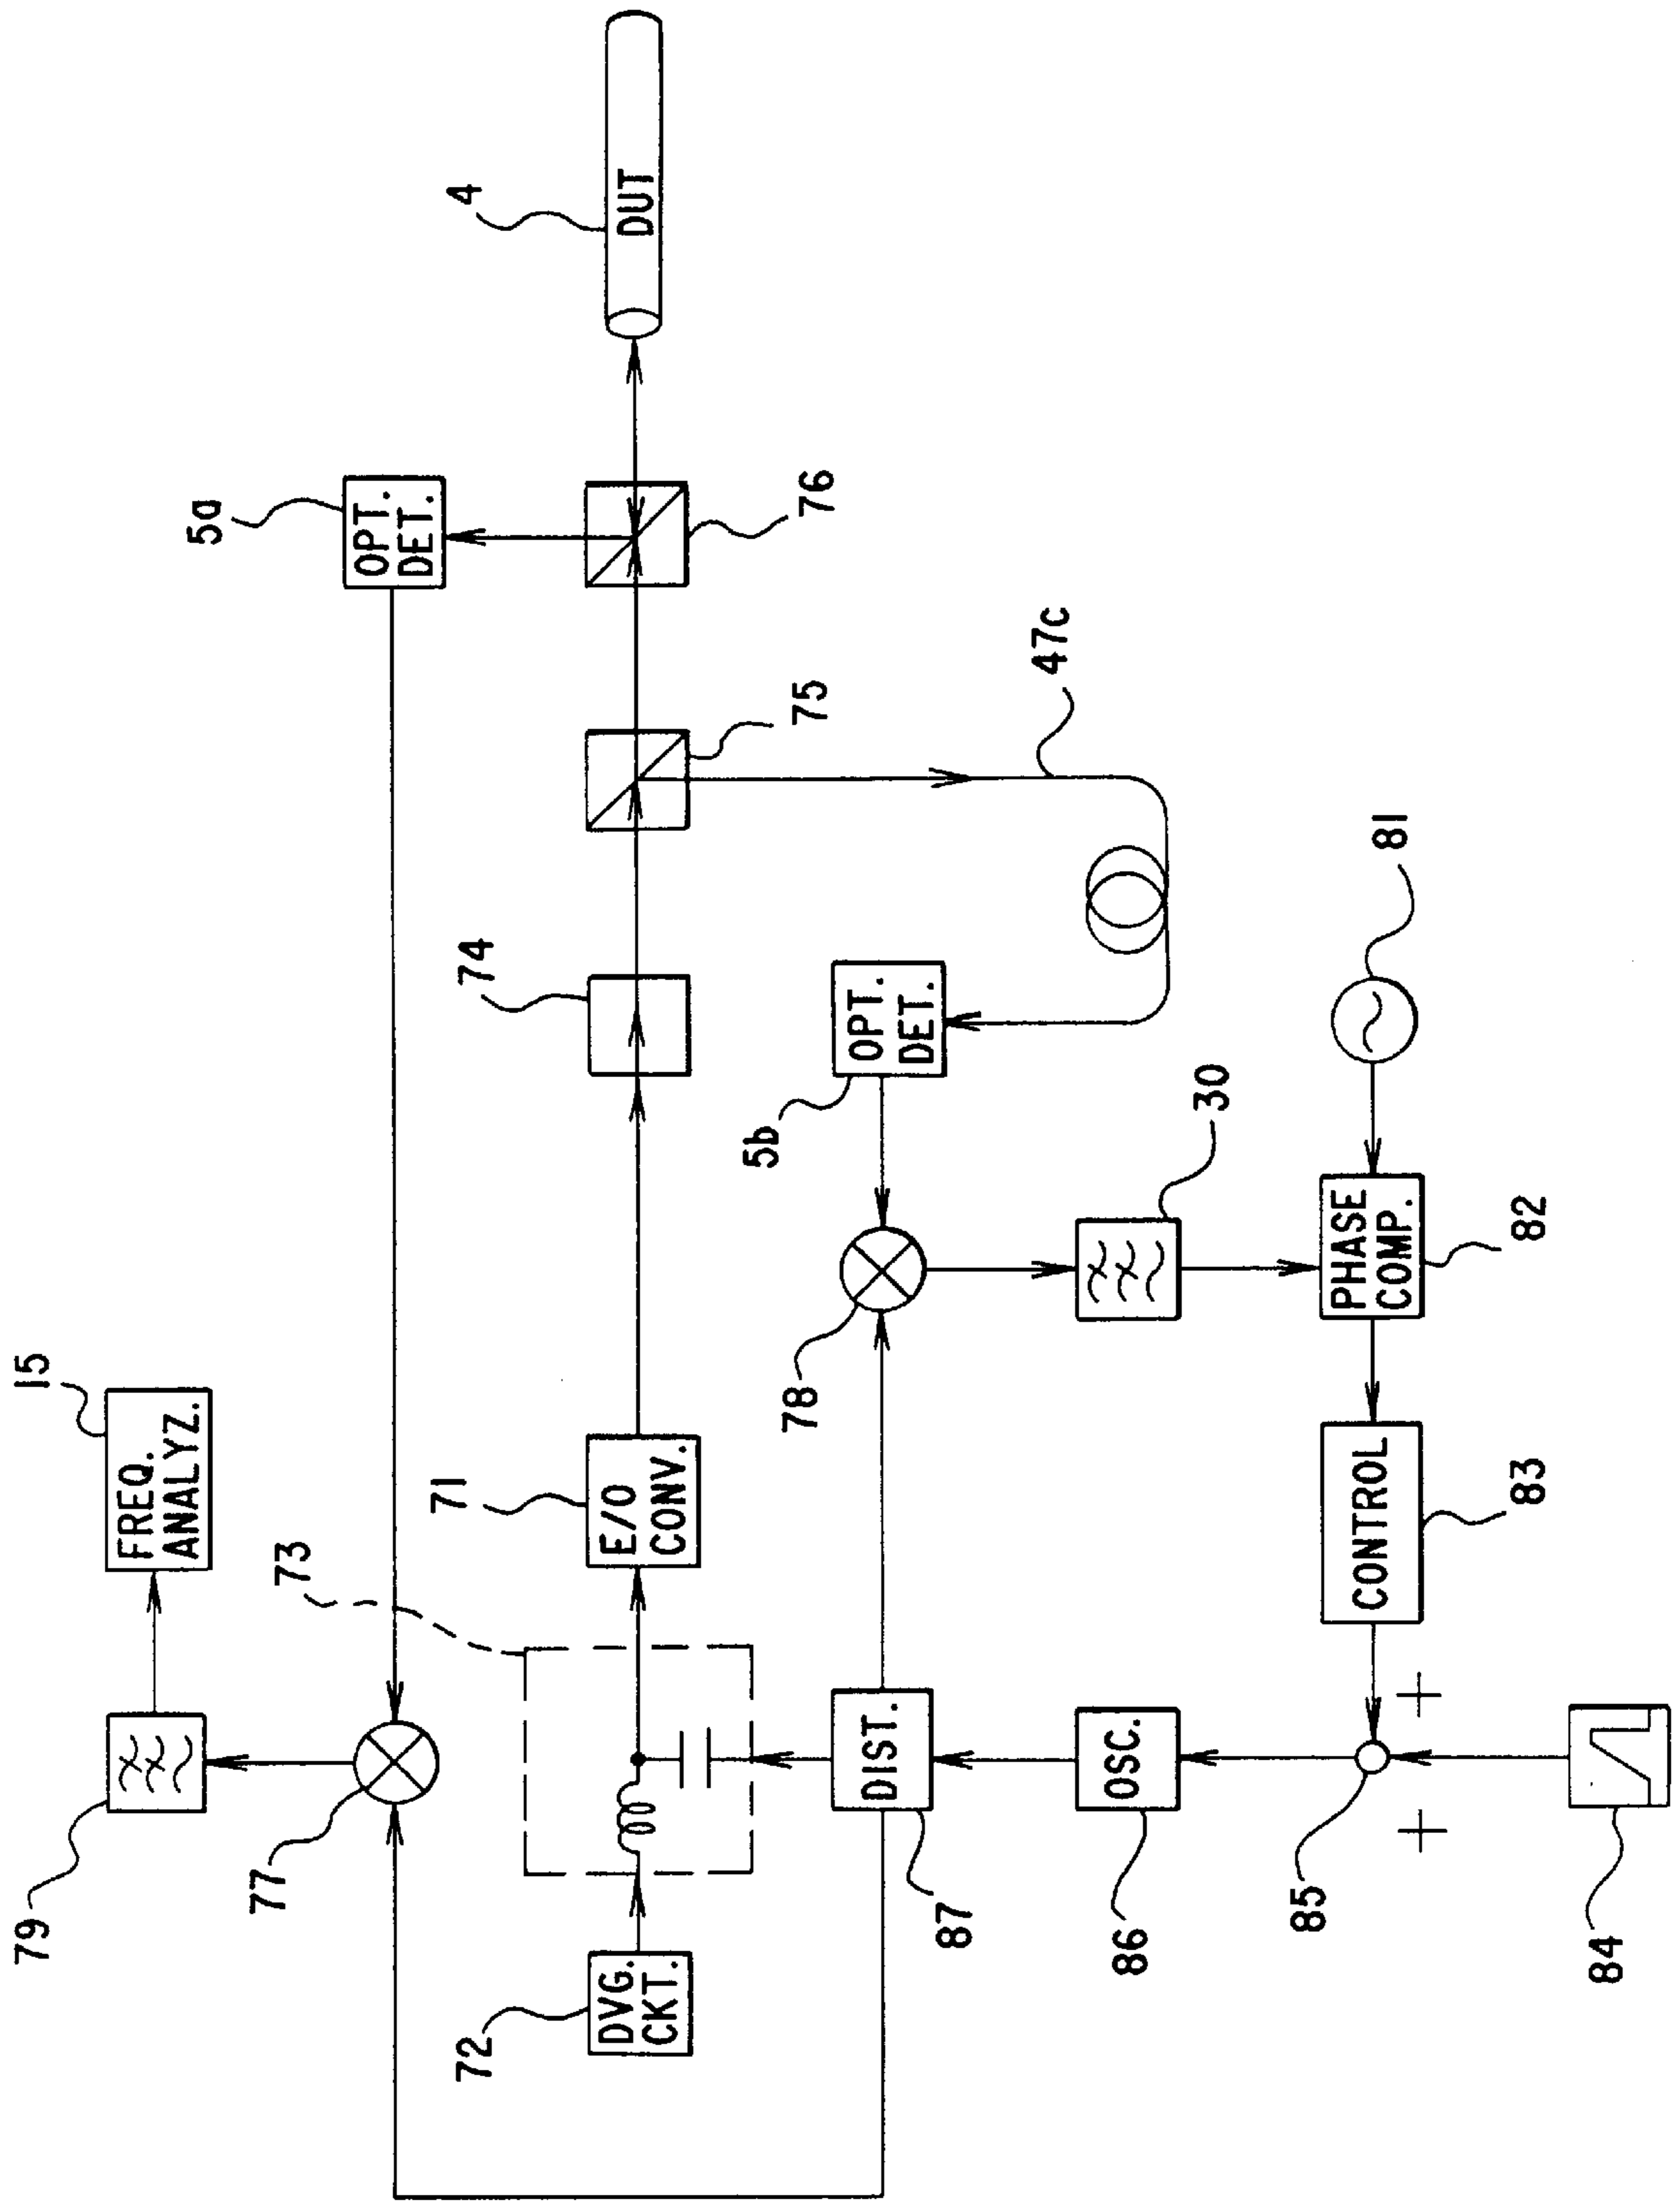 15
FREQ.
ANALYZ.
79
77
5a
OPT.
DET.
4
DUT
73
71
E/O
CONV.
74
75
76
72
DVG.
CKT.
47c
5b
OPT.
DET.
78
87
DIST.
30
81
86
OSC.
PHASE
COMP.
82
CONTROL
83
85
+
+
84